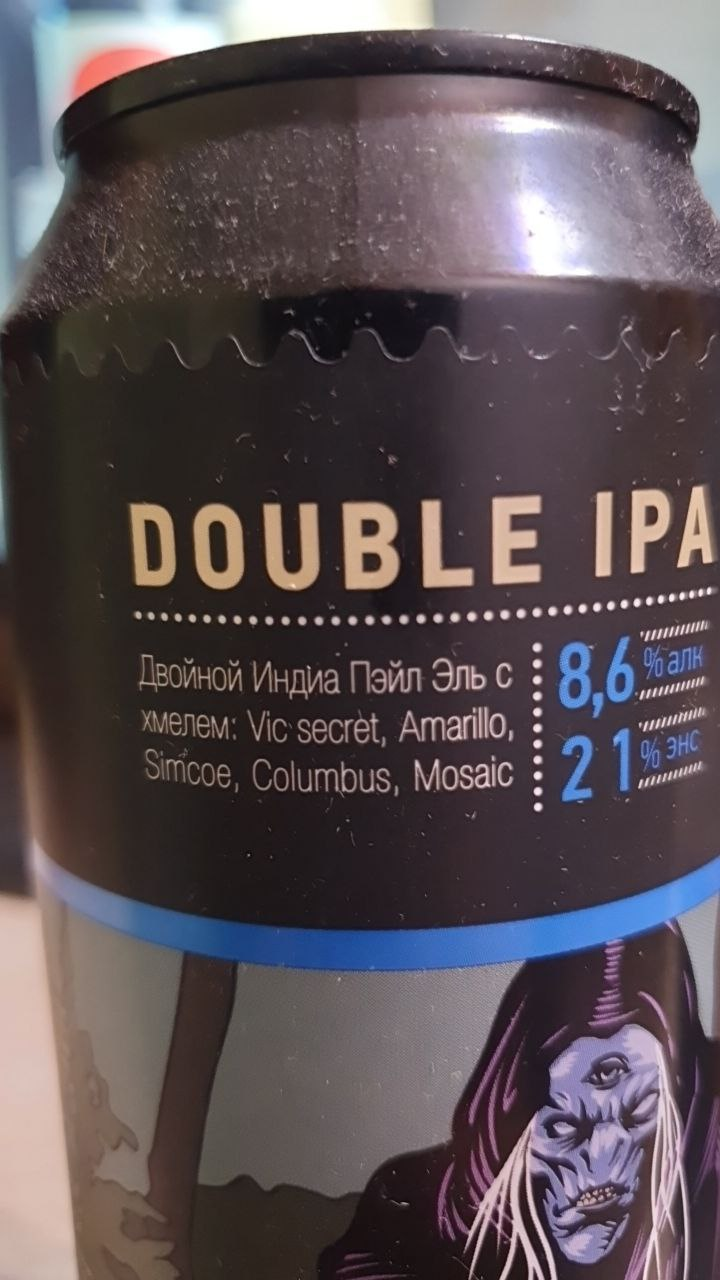 DOUBLE IPA
Двойной Индиа Пэйл Эль с
хмелем: Vic secret, Amarillo,
Simcoe, Columbus, Mosaic
8,6 % алк
21 % энс